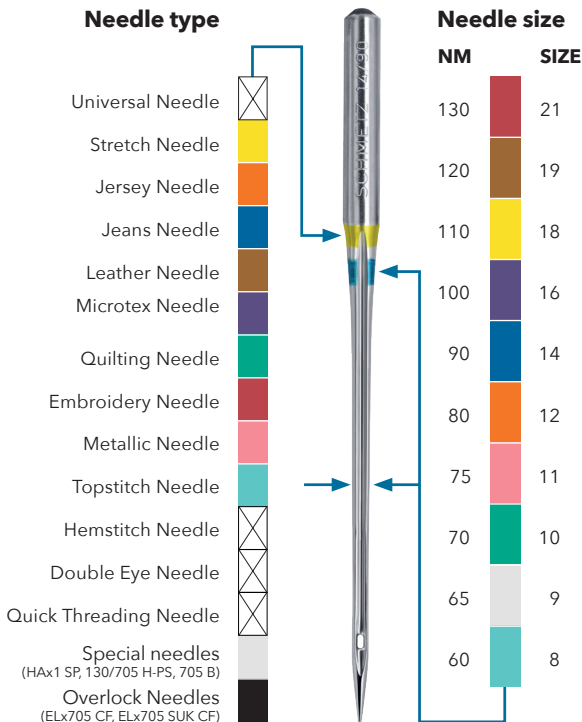 Needle type
Universal Needle
Stretch Needle
Jersey Needle
Jeans Needle
Leather Needle
Microtex Needle
Quilting Needle
Embroidery Needle
Metallic Needle
Topstitch Needle
Hemstitch Needle
Double Eye Needle
Quick Threading Needle
Special needles
(HAx1 SP, 130/705 H-PS, 705 B)
Overlock Needles
(ELx705 CF, ELx705 SUK CF)
SCHMETZ 14/90
Needle size
NM SIZE
130 21
120 19
110 18
100 16
90 14
80 12
75 11
70 10
65 9
60 8